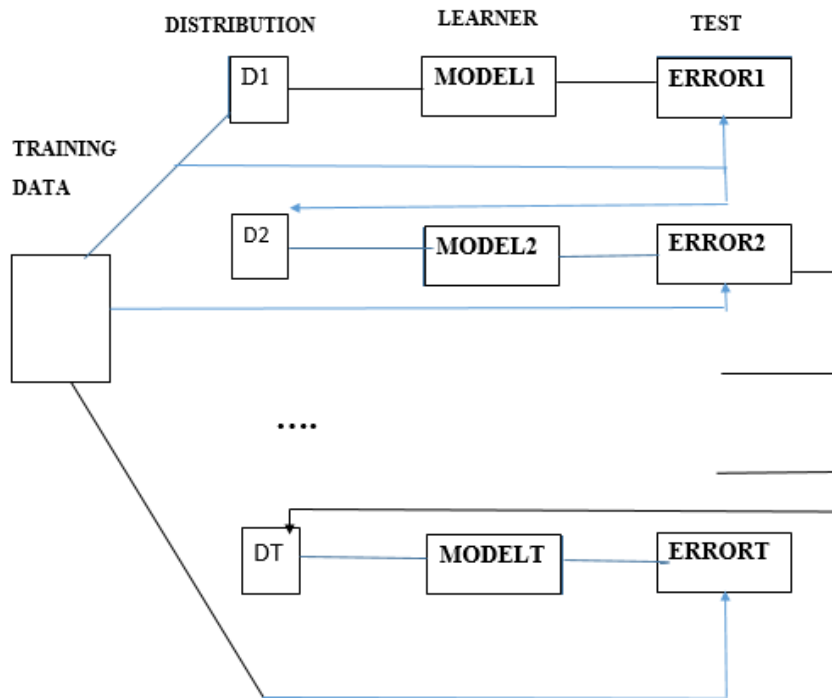 DISTRIBUTION
LEARNER
TEST
D1
MODEL1
ERROR1
TRAINING
DATA
D2
MODEL2
ERROR2
....
DT
MODELT
ERRORT